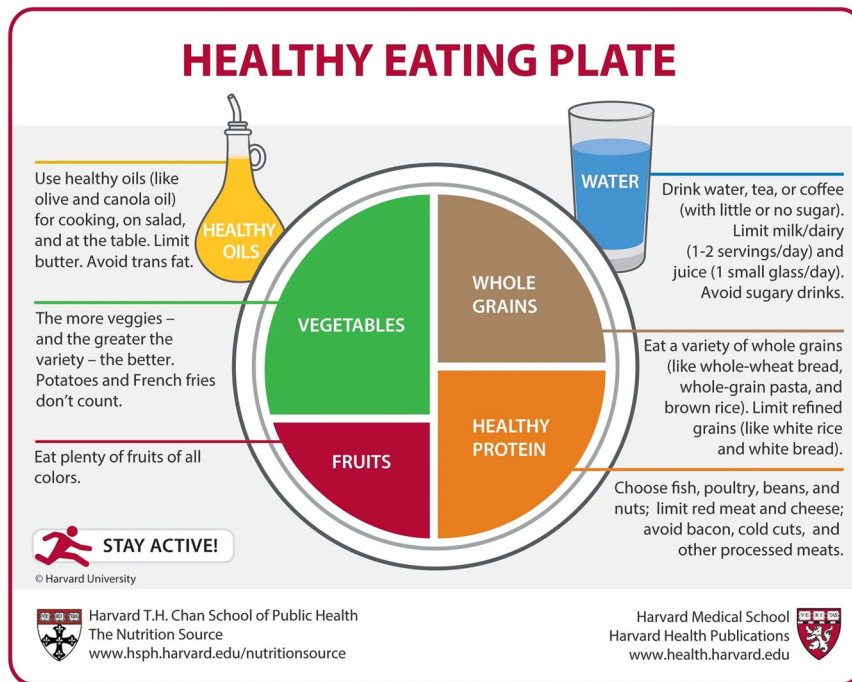 HEALTHY EATING PLATE
Use healthy oils (like
olive and canola oil)
for cooking, on salad,
and at the table. Limit
butter. Avoid trans fat.
HEALTHY
OILS
The more veggies –
and the greater the
variety – the better.
Potatoes and French fries
don’t count.
Eat plenty of fruits of all
colors.
VEGETABLES
FRUITS
WHOLE
GRAINS
HEALTHY
PROTEIN
WATER
Drink water, tea, or coffee
(with little or no sugar).
Limit milk/dairy
(1-2 servings/day) and
juice (1 small glass/day).
Avoid sugary drinks.
Eat a variety of whole grains
(like whole-wheat bread,
whole-grain pasta, and
brown rice). Limit refined
grains (like white rice
and white bread).
Choose fish, poultry, beans, and
nuts; limit red meat and cheese;
avoid bacon, cold cuts, and
other processed meats.
STAY ACTIVE!
© Harvard University
Harvard T.H. Chan School of Public Health
The Nutrition Source
www.hsph.harvard.edu/nutritionsource
Harvard Medical School
Harvard Health Publications
www.health.harvard.edu